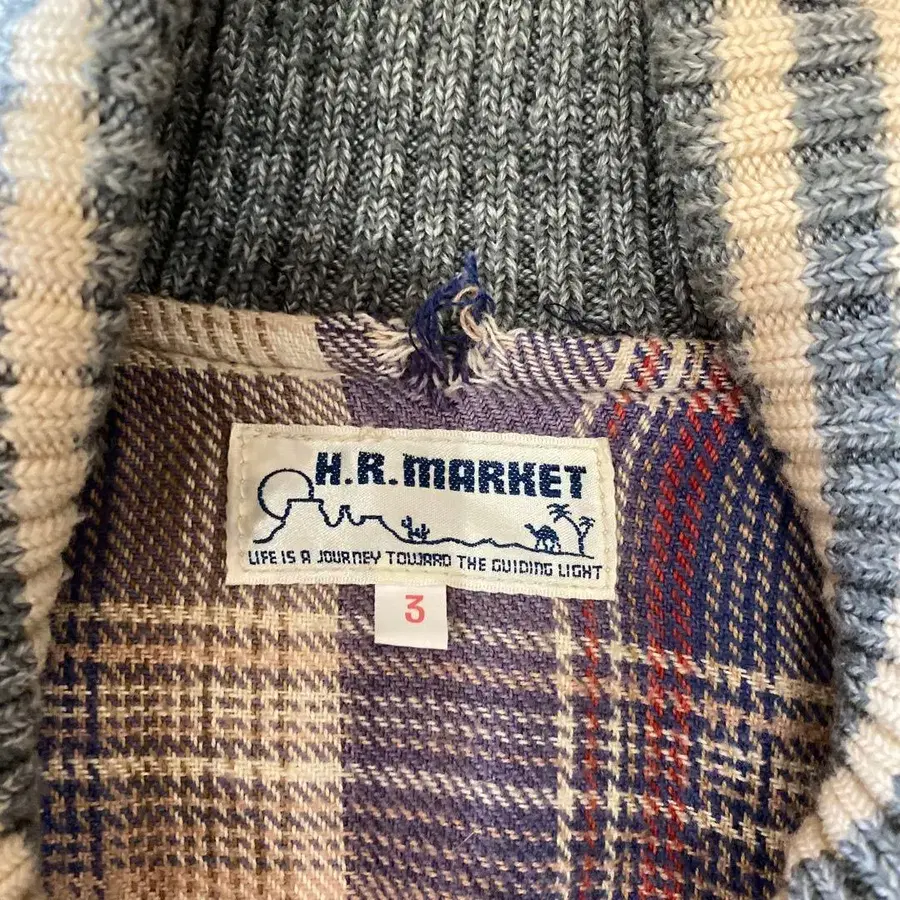 H.R.MARKET
LIFE IS A JOURNEY TOWARD THE GUIDING LIGHT
3